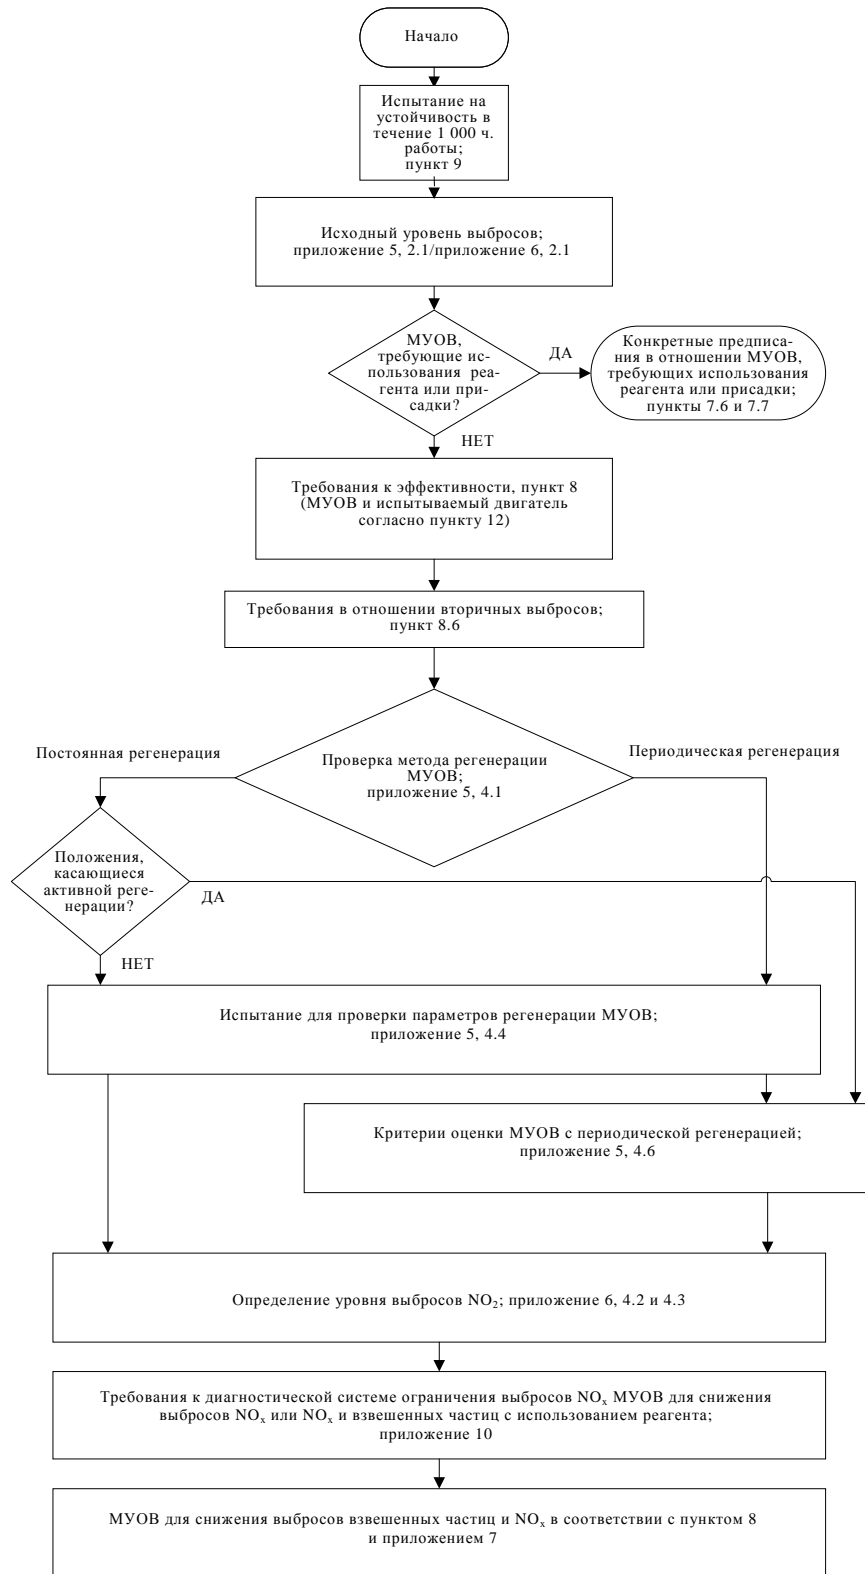 Начало
Испытание на
устойчивость в
течение 1 000 ч.
работы;
пункт 9
Исходный уровень выбросов;
приложение 5, 2.1/приложение 6, 2.1
МУОВ,
требующие ис-
пользования реа-
гента или при-
садки?
ДА
Конкретные предписа-
ния в отношении МУОВ,
требующих использования
реагента или присадки;
пункты 7.6 и 7.7
НЕТ
Требования к эффективности, пункт 8
(МУОВ и испытываемый двигатель
согласно пункту 12)
Требования в отношении вторичных выбросов;
пункт 8.6
Постоянная регенерация
Проверка метода регенерации
МУОВ;
приложение 5, 4.1
Периодическая регенерация
Положения,
касающиеся
активной реге-
нерации?
ДА
НЕТ
Испытание для проверки параметров регенерации МУОВ;
приложение 5, 4.4
Критерии оценки МУОВ с периодической регенерацией;
приложение 5, 4.6
Определение уровня выбросов NO₂; приложение 6, 4.2 и 4.3
Требования к диагностической системе ограничения выбросов NOₓ МУОВ для снижения
выбросов NOₓ или NOₓ и взвешенных частиц с использованием реагента;
приложение 10
МУОВ для снижения выбросов взвешенных частиц и NOₓ в соответствии с пунктом 8
и приложением 7